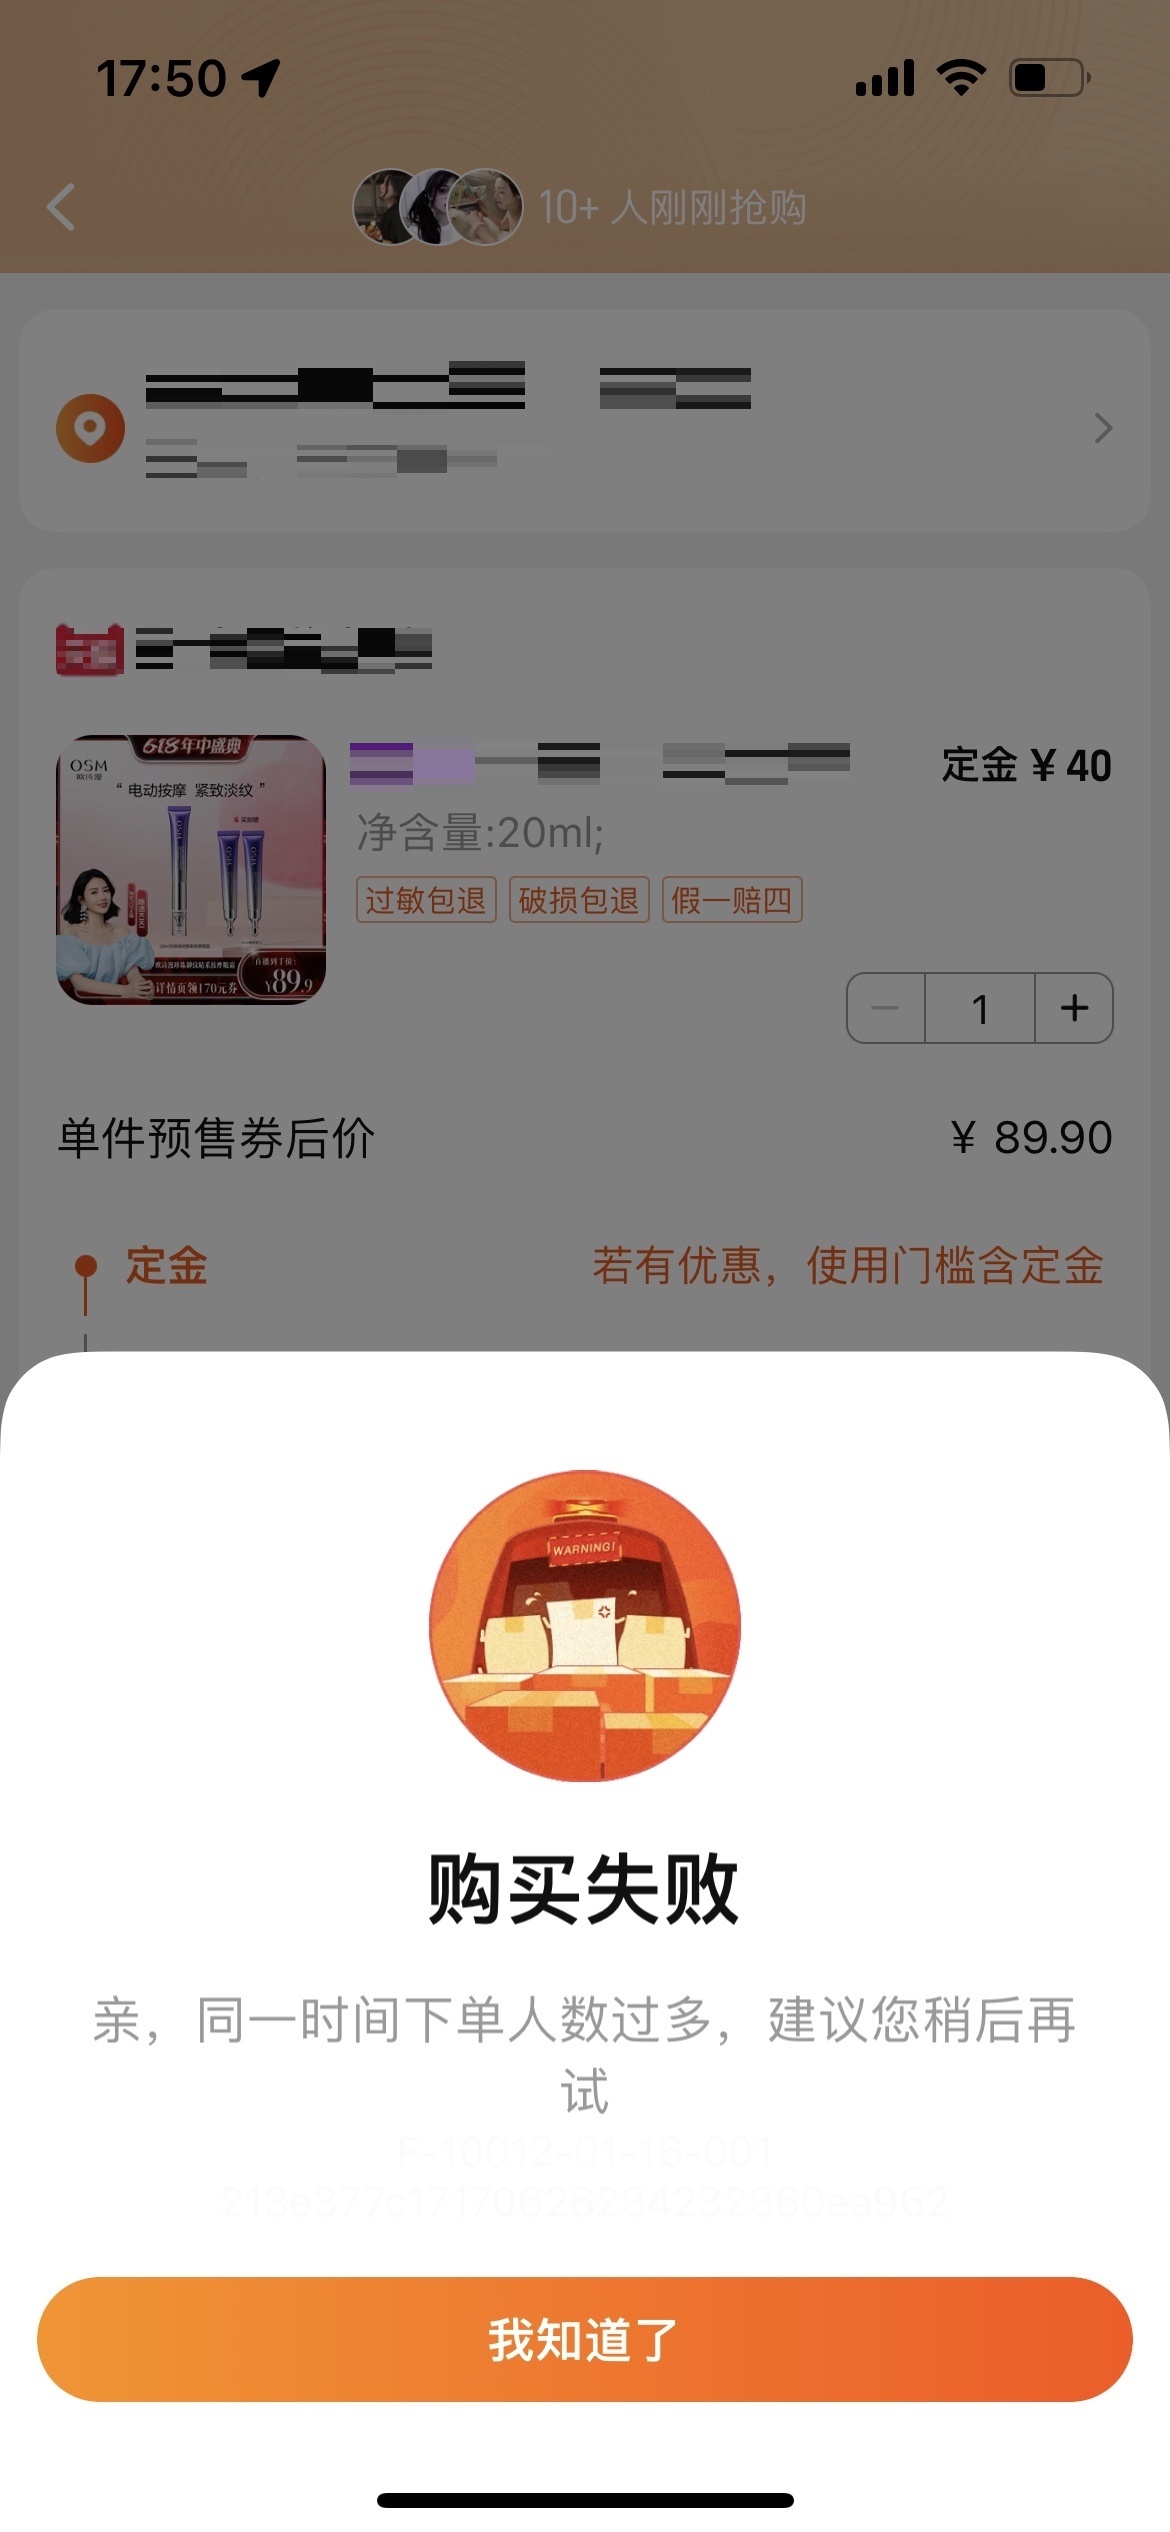 17:50
10+ 人刚刚抢购
618年中盛典
OSM
欧诗漫
“ 电动按摩 紧致淡纹 ”
直播到手价:
详情页领170元券
¥89.9
定金 ¥ 40
净含量:20ml;
过敏包退 破损包退 假一赔四
1
单件预售券后价
¥ 89.90
定金
若有优惠，使用门槛含定金
WARNING!
购买失败
亲，同一时间下单人数过多，建议您稍后再
试
F-10012-01-16-001
213e377c17170626234232360ea962
我知道了